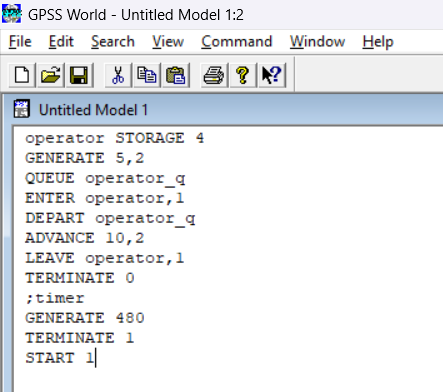 GPSS World - Untitled Model 1:2
File Edit Search View Command Window Help
Untitled Model 1
operator STORAGE 4
GENERATE 5,2
QUEUE operator_q
ENTER operator,1
DEPART operator_q
ADVANCE 10,2
LEAVE operator,1
TERMINATE 0
;timer
GENERATE 480
TERMINATE 1
START 1